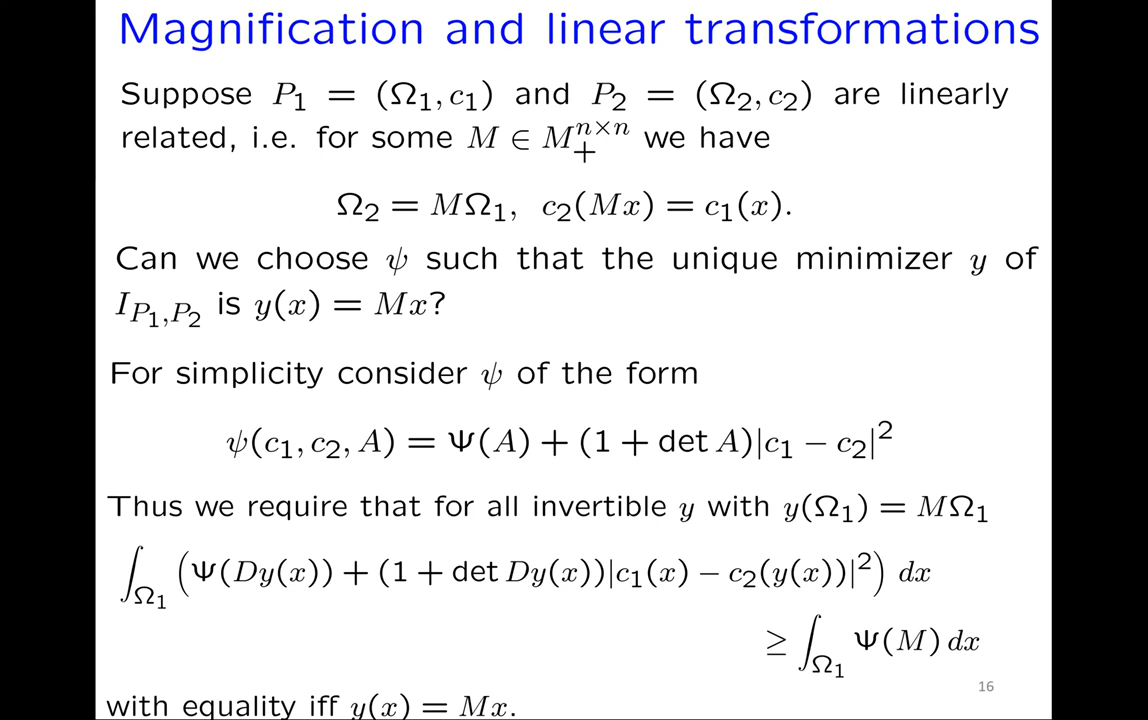 Magnification and linear transformations
Suppose P₁ = (Ω₁, c₁) and P₂ = (Ω₂, c₂) are linearly
related, i.e. for some M ∈ M₊ⁿˣⁿ we have
Ω₂ = MΩ₁, c₂(Mx) = c₁(x).
Can we choose ψ such that the unique minimizer y of
I_{P₁,P₂} is y(x) = Mx?
For simplicity consider ψ of the form
ψ(c₁, c₂, A) = Ψ(A) + (1 + det A)|c₁ − c₂|²
Thus we require that for all invertible y with y(Ω₁) = MΩ₁
∫_{Ω₁} (Ψ(Dy(x)) + (1 + det Dy(x))|c₁(x) − c₂(y(x))|²) dx
≥ ∫_{Ω₁} Ψ(M) dx
16
with equality iff y(x) = Mx.